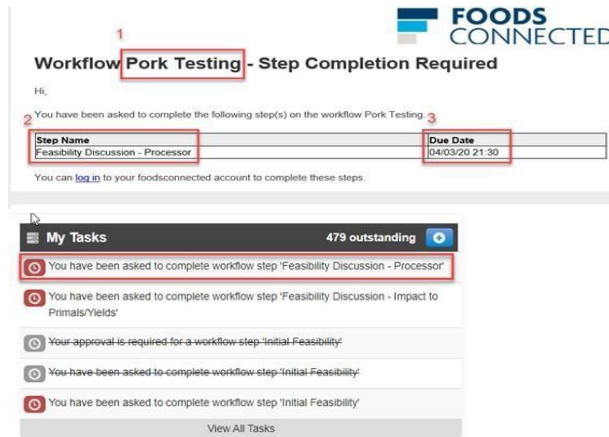 FOODS
CONNECTED
1
Workflow Pork Testing - Step Completion Required
Hi,
You have been asked to complete the following step(s) on the workflow Pork Testing.
2
3
Step Name Due Date
Feasibility Discussion - Processor 04/03/20 21:30
You can log in to your foodsconnected account to complete these steps.
My Tasks 479 outstanding
You have been asked to complete workflow step 'Feasibility Discussion - Processor'
You have been asked to complete workflow step 'Feasibility Discussion - Impact to
Primals/Yields'
Your approval is required for a workflow step 'Initial Feasibility'
You have been asked to complete workflow step 'Initial Feasibility'
You have been asked to complete workflow step 'Initial Feasibility'
View All Tasks